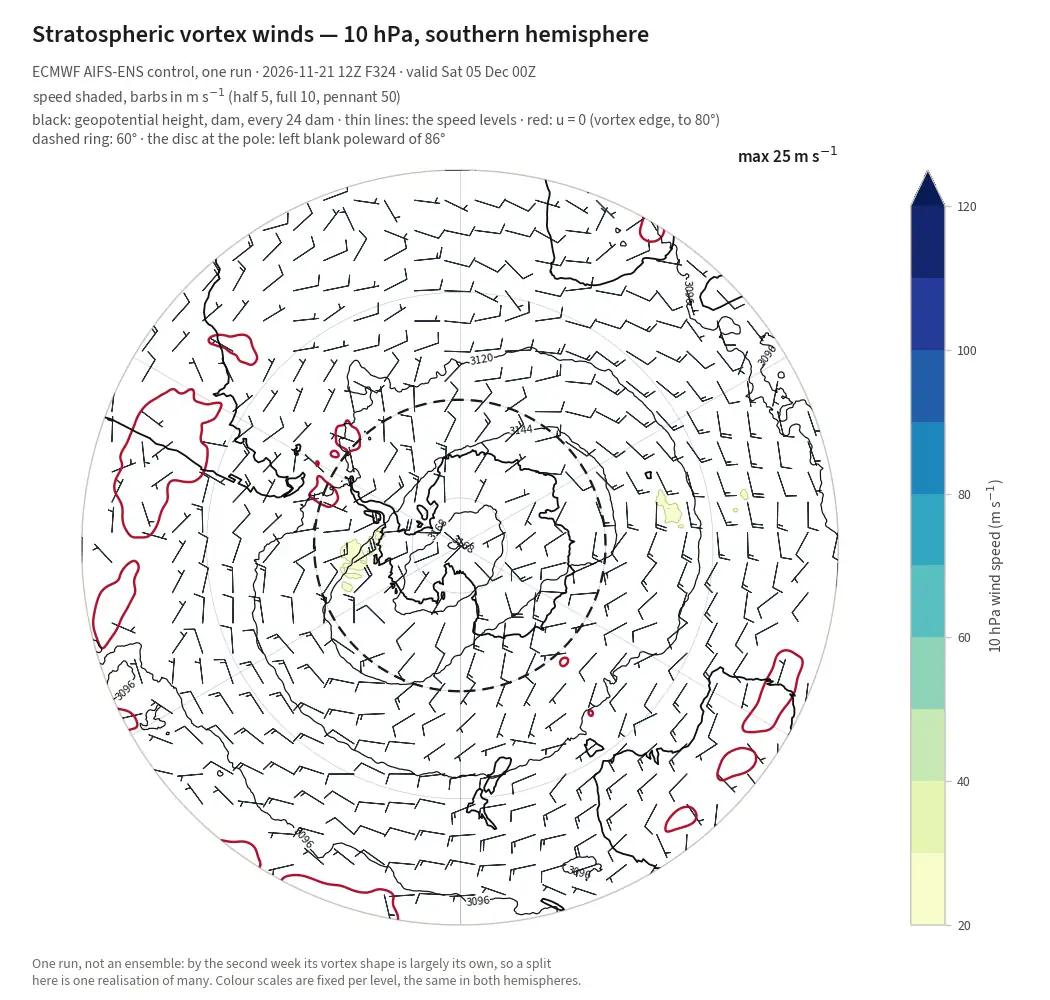 Stratospheric vortex winds — 10 hPa, southern hemisphere
ECMWF AIFS-ENS control, one run · 2026-11-21 12Z F324 · valid Sat 05 Dec 00Z
speed shaded, barbs in m s⁻¹ (half 5, full 10, pennant 50)
black: geopotential height, dam, every 24 dam · thin lines: the speed levels · red: u = 0 (vortex edge, to 80°)
dashed ring: 60° · the disc at the pole: left blank poleward of 86°
max 25 m s⁻¹
120
100
80
60
40
20
10 hPa wind speed (m s⁻¹)
3096
3096
3120
3144
3168
3168
3096
3096
3096
3096
One run, not an ensemble: by the second week its vortex shape is largely its own, so a split
here is one realisation of many. Colour scales are fixed per level, the same in both hemispheres.